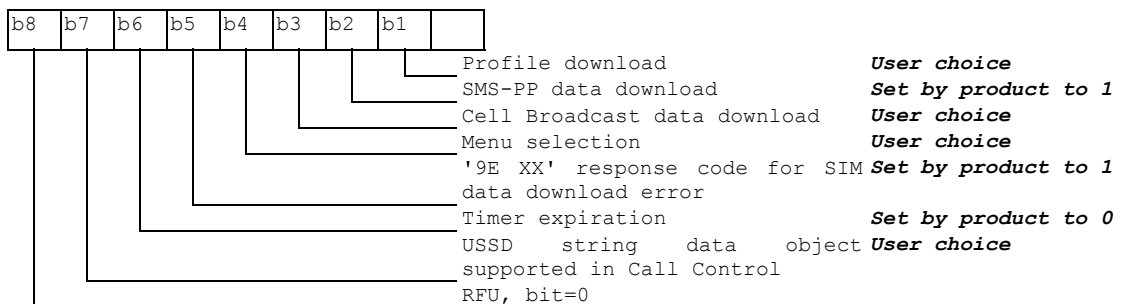 b8 b7 b6 b5 b4 b3 b2 b1
Profile download User choice
SMS-PP data download Set by product to 1
Cell Broadcast data download User choice
Menu selection User choice
'9E XX' response code for SIM Set by product to 1
data download error
Timer expiration Set by product to 0
USSD string data object User choice
supported in Call Control
RFU, bit=0